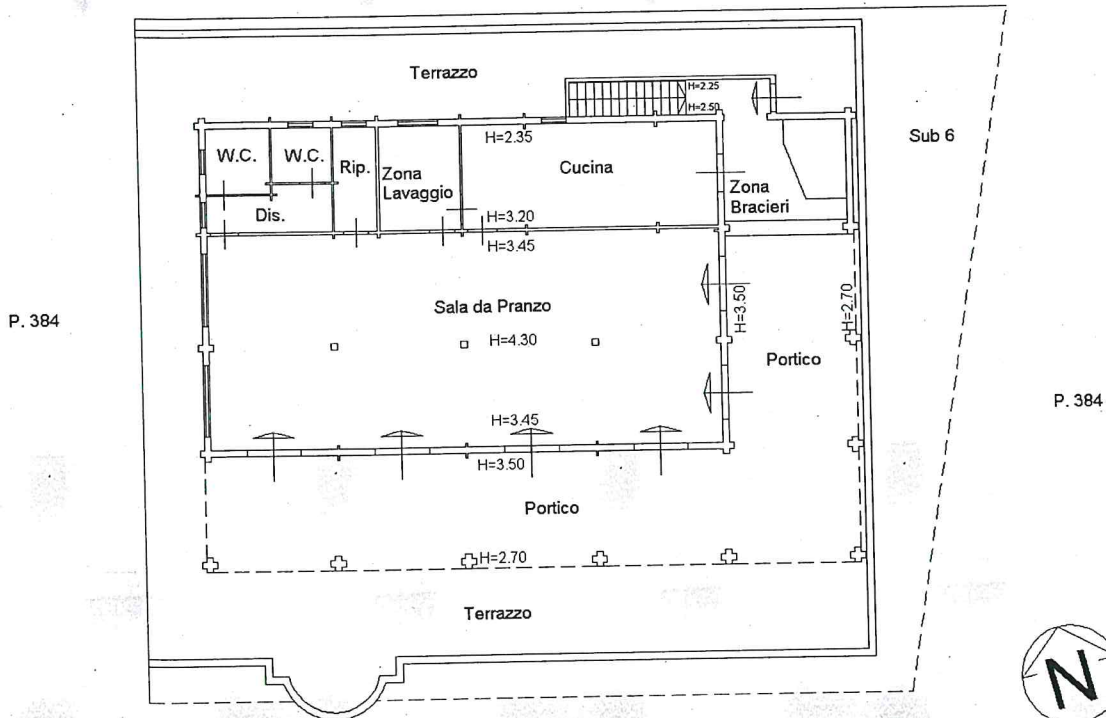 Terrazzo
H=2.25
H=2.50
H=2.35
Sub 6
W.C.
W.C.
Rip.
Zona
Lavaggio
Cucina
Zona
Bracieri
Dis.
H=3.20
H=3.45
Sala da Pranzo
H=3.50
H=2.70
P. 384
H=4.30
Portico
P. 384
H=3.45
H=3.50
Portico
H=2.70
Terrazzo
N